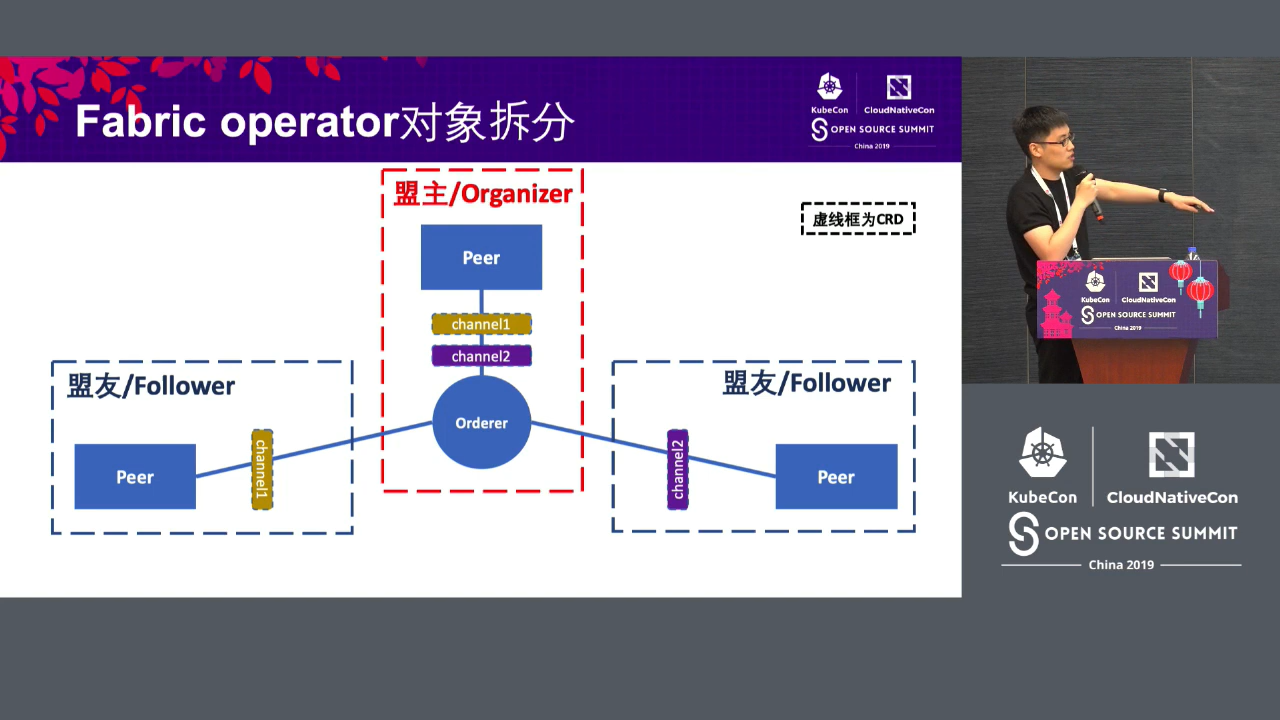 Fabric operator对象拆分
KubeCon
CloudNativeCon
OPEN SOURCE SUMMIT
China 2019
盟主/Organizer
虚线框为CRD
Peer
channel1
channel2
Orderer
盟友/Follower
Peer
channel1
盟友/Follower
channel2
Peer
KubeCon
CloudNativeCon
OPEN SOURCE SUMMIT
China 2019
KubeCon
CloudNativeCon
OPEN SOURCE SUMMIT
China 2019